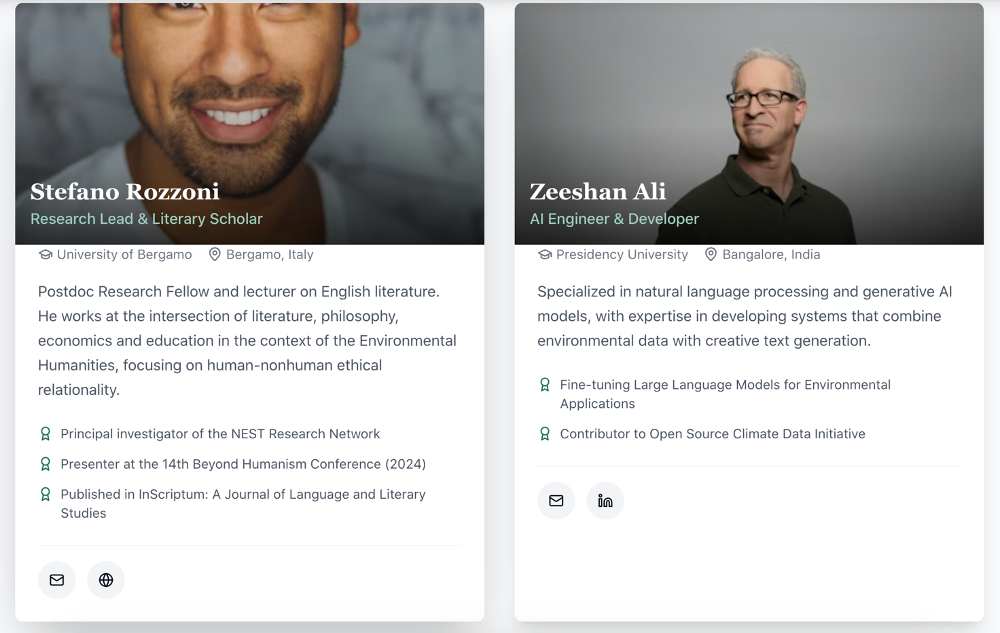 Stefano Rozzoni
Research Lead & Literary Scholar
University of Bergamo
Bergamo, Italy
Postdoc Research Fellow and lecturer on English literature.
He works at the intersection of literature, philosophy,
economics and education in the context of the Environmental
Humanities, focusing on human-nonhuman ethical
relationality.
Principal investigator of the NEST Research Network
Presenter at the 14th Beyond Humanism Conference (2024)
Published in InScriptum: A Journal of Language and Literary
Studies
Zeeshan Ali
AI Engineer & Developer
Presidency University
Bangalore, India
Specialized in natural language processing and generative AI
models, with expertise in developing systems that combine
environmental data with creative text generation.
Fine-tuning Large Language Models for Environmental
Applications
Contributor to Open Source Climate Data Initiative
in